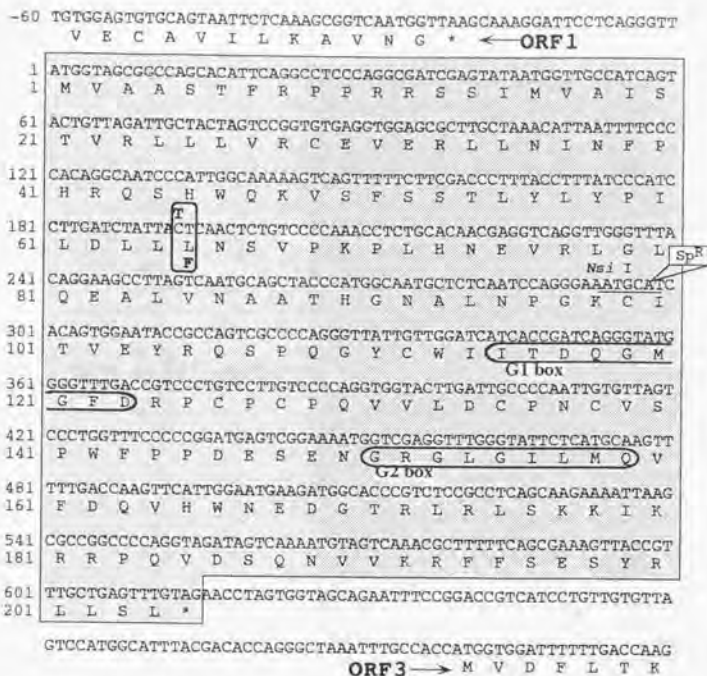 -60 TGTGGAGTGTGCAGTAATTCTCAAAGCGGTCAATGGTTAAGCAAAGGATTCCTCAGGGTT
V E C A V I L K A V N G * ←ORF1
1 ATGGTAGCGGCCAGCACATTCAGGCCTCCCAGGCGATCGAGTATAATGGTTGCCATCAGT
1 M V A A S T F R P P R R S S I M V A I S
61 ACTGTTAGATTGCTACTAGTCCGGTGTGAGGTGGAGCGCTTGCTAAACATTAATTTTCCC
21 T V R L L L V R C E V E R L L N I N F P
121 CACAGGCAATCCCATTGGCAAAAAGTCAGTTTTTCTTCGACCCTTTACCTTTATCCCATC
41 H R Q S H W Q K V S F S S T L Y L Y P I
T
181 CTTGATCTATTACTCAACTCTGTCCCCAAACCTCTGCACAACGAGGTCAGGTTGGGTTTA
61 L D L L L N S V P K P L H N E V R L G L
F
Nsi I SpR
241 CAGGAAGCCTTAGTCAATGCAGCTACCCATGGCAATGCTCTCAATCCAGGGAAATGCATC
81 Q E A L V N A A T H G N A L N P G K C I
301 ACAGTGGAATACCGCCAGTCGCCCCAGGGTTATTGTTGGATCATCACCGATCAGGGTATG
101 T V E Y R Q S P Q G Y C W I I T D Q G M
G1 box
361 GGGTTTGACCGTCCCTGTCCTTGTCCCCAGGTGGTACTTGATTGCCCCAATTGTGTTAGT
121 G F D R P C P C P Q V V L D C P N C V S
421 CCCTGGTTTCCCCCGGATGAGTCGGAAAATGGTCGAGGTTTGGGTATTCTCATGCAAGTT
141 P W F P P D E S E N G R G L G I L M Q V
G2 box
481 TTTGACCAAGTTCATTGGAATGAAGATGGCACCCGTCTCCGCCTCAGCAAGAAAATTAAG
161 F D Q V H W N E D G T R L R L S K K I K
541 CGCCGGCCCCAGGTAGATAGTCAAAATGTAGTCAAACGCTTTTTCAGCGAAAGTTACCGT
181 R R P Q V D S Q N V V K R F F S E S Y R
601 TTGCTGAGTTTGTAGAACCTAGTGGTAGCAGAATTTCCGGACCGTCATCCTGTTGTGTTA
201 L L S L *
GTCCATGGCATTTACGACACCAGGGCTAAATTTGCCACCATGGTGGATTTTTTGACCAAG
ORF3→ M V D F L T K